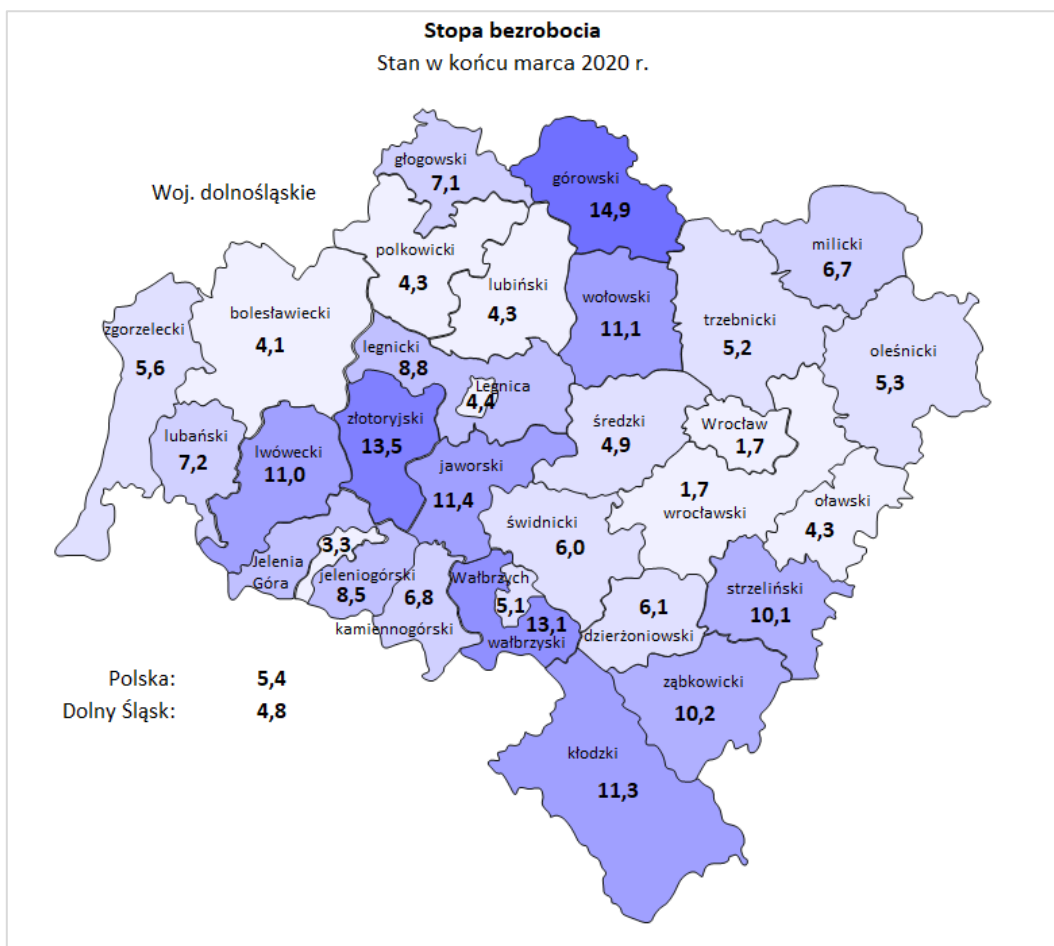 Stopa bezrobocia
Stan w końcu marca 2020 r.
Woj. dolnośląskie
głogowski
7,1
górowski
14,9
milicki
6,7
polkowicki
4,3
lubiński
4,3
wołowski
11,1
trzebnicki
5,2
oleśnicki
5,3
zgorzelecki
5,6
bolesławiecki
4,1
legnicki
8,8
Legnica
4,4
złotoryjski
13,5
średzki
4,9
Wrocław
1,7
lubański
7,2
lwówecki
11,0
jaworski
11,4
1,7
wrocławski
oławski
4,3
świdnicki
6,0
3,3
Jelenia
Góra
jeleniogórski
8,5
6,8
kamiennogórski
Wałbrzych
5,1
13,1
wałbrzyski
6,1
dzierżoniowski
strzeliński
10,1
ząbkowicki
10,2
kłodzki
11,3
Polska: 5,4
Dolny Śląsk: 4,8